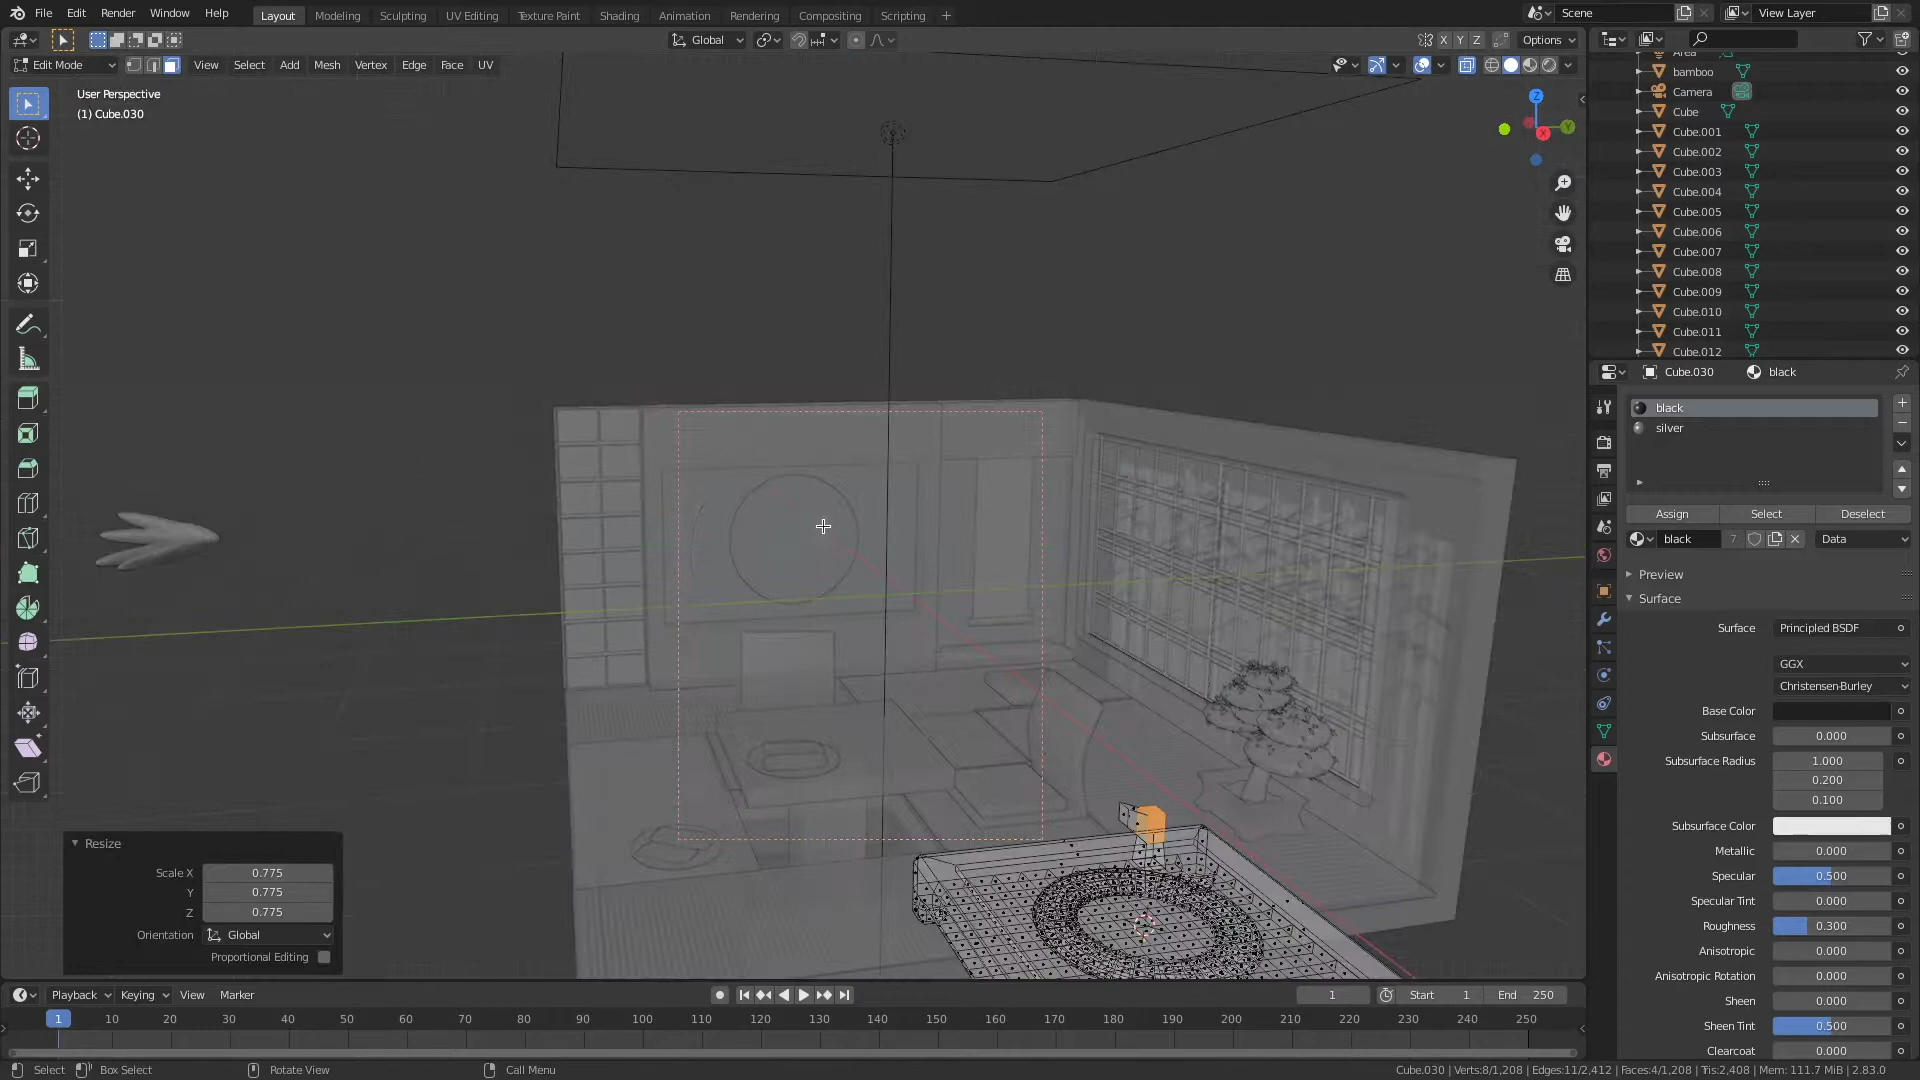 File Edit Render Window Help Layout Modeling Sculpting UV Editing Texture Paint Shading Animation Rendering Compositing Scripting + Scene View Layer
Global Options
Edit Mode View Select Add Mesh Vertex Edge Face UV
X Y Z
User Perspective
(1) Cube.030
Z
Y
X
Area
bamboo
Camera
Cube
Cube.001
Cube.002
Cube.003
Cube.004
Cube.005
Cube.006
Cube.007
Cube.008
Cube.009
Cube.010
Cube.011
Cube.012
Cube.030 black
black
silver
Assign Select Deselect
black 7 Data
Preview
Surface
Surface Principled BSDF
GGX
Christensen-Burley
Base Color
Subsurface 0.000
Subsurface Radius 1.000
0.200
0.100
Subsurface Color
Metallic 0.000
Specular 0.500
Specular Tint 0.000
Roughness 0.300
Anisotropic 0.000
Anisotropic Rotation 0.000
Sheen 0.000
Sheen Tint 0.500
Clearcoat 0.000
Resize
Scale X 0.775
Y 0.775
Z 0.775
Orientation Global
Proportional Editing
Playback Keying View Marker 1 Start 1 End 250
1 10 20 30 40 50 60 70 80 90 100 110 120 130 140 150 160 170 180 190 200 210 220 230 240 250
Select Box Select Rotate View Call Menu Cube.030 | Verts:8/1,208 | Edges:11/2,412 | Faces:4/1,208 | Tris:2,408 | Mem: 111.7 MiB | 2.83.0